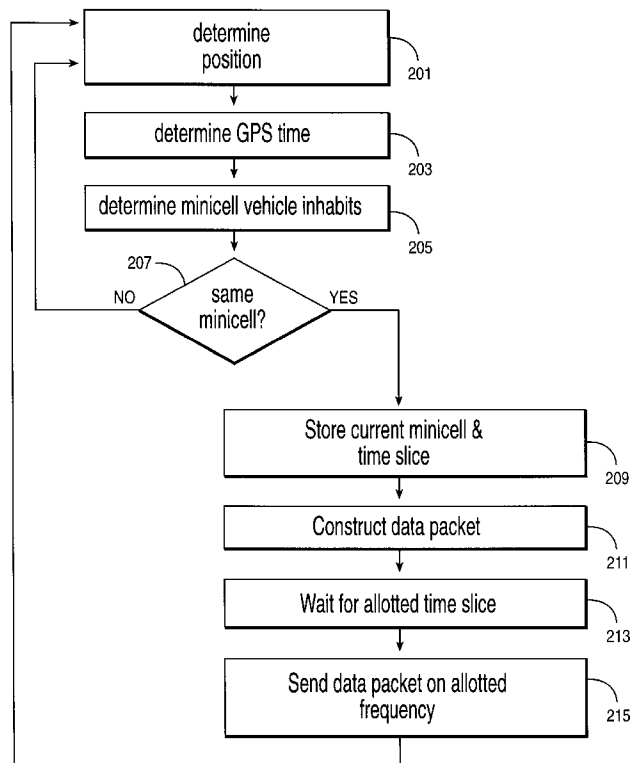 determine
position
201
determine GPS time
203
determine minicell vehicle inhabits
205
207
NO
same
minicell?
YES
Store current minicell &
time slice
209
Construct data packet
211
Wait for allotted time slice
213
Send data packet on allotted
frequency
215